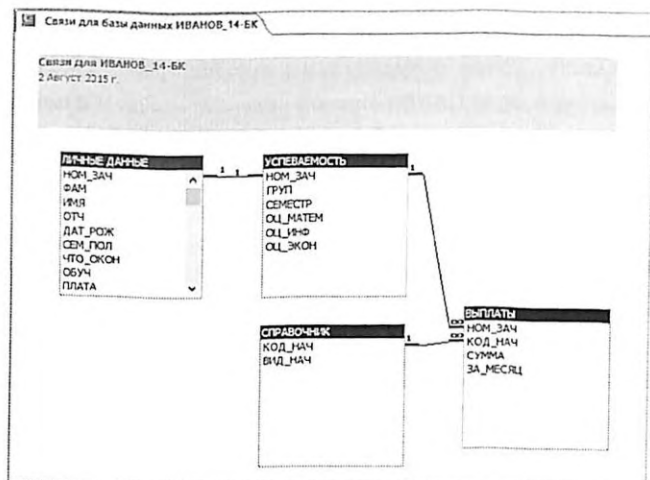 Связи для базы данных ИВАНОВ_14-БК
Связи для ИВАНОВ_14-БК
2 Август 2015 г.
ЛИЧНЫЕ ДАННЫЕ
НОМ_ЗАЧ
ФАМ
ИМЯ
ОТЧ
ДАТ_РОЖ
СЕМ_ПОЛ
ЧТО_ОКОН
ОБУЧ
ПЛАТА
1 1
УСПЕВАЕМОСТЬ
НОМ_ЗАЧ
ГРУП
СЕМЕСТР
ОЦ_МАТЕМ
ОЦ_ИНФ
ОЦ_ЭКОН
1
СПРАВОЧНИК
КОД_НАЧ
ВИД_НАЧ
1
ВЫПЛАТЫ
∞ НОМ_ЗАЧ
∞ КОД_НАЧ
СУММА
ЗА_МЕСЯЦ